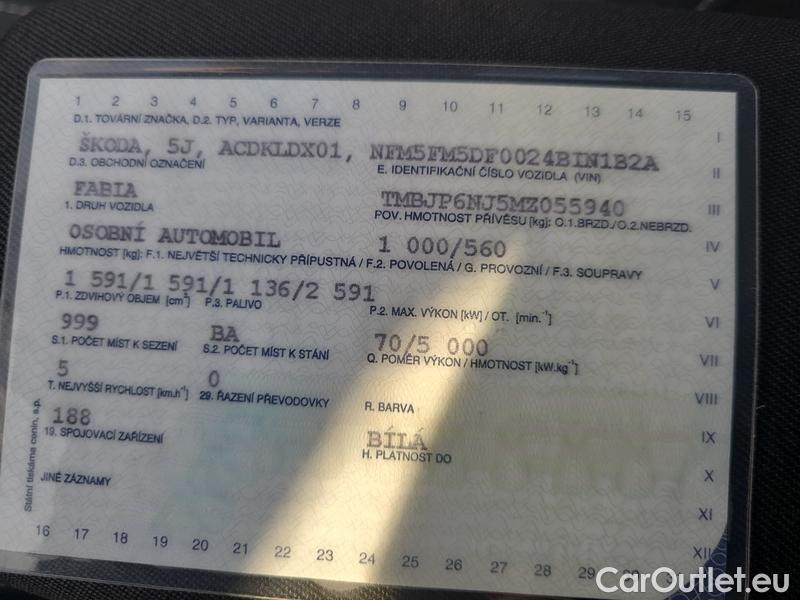 1 2 3 4 5 6 7 8 9 10 11 12 13 14 15
D.1. TOVÁRNÍ ZNAČKA, D.2. TYP, VARIANTA, VERZE
I
ŠKODA, 5J, ACDKLDX01, NFM5FM5DF0024BIN1B2A
D.3. OBCHODNÍ OZNAČENÍ E. IDENTIFIKAČNÍ ČÍSLO VOZIDLA (VIN)
II
FABIA TMBJP6NJ5MZ055940
1. DRUH VOZIDLA POV. HMOTNOST PŘÍVĚSU [kg]: O.1.BRZD./O.2.NEBRZD.
III
OSOBNÍ AUTOMOBIL 1 000/560
IV
HMOTNOST [kg]: F.1. NEJVĚTŠÍ TECHNICKY PŘÍPUSTNÁ / F.2. POVOLENÁ / G. PROVOZNÍ / F.3. SOUPRAVY
1 591/1 591/1 136/2 591
V
P.1. ZDVIHOVÝ OBJEM [cm³] P.3. PALIVO P.2. MAX. VÝKON [kW] / OT. [min.⁻¹]
VI
999 BA 70/5 000
S.1. POČET MÍST K SEZENÍ S.2. POČET MÍST K STÁNÍ Q. POMĚR VÝKON / HMOTNOST [kW.kg⁻¹]
VII
5 0
T. NEJVYŠŠÍ RYCHLOST [km.h⁻¹] 29. ŘAZENÍ PŘEVODOVKY R. BARVA
VIII
188 BÍLÁ
IX
19. SPOJOVACÍ ZAŘÍZENÍ H. PLATNOST DO
X
JINÉ ZÁZNAMY
XI
XII
Státní tiskárna cenin, s.p.
16 17 18 19 20 21 22 23 24 25 26 27 28 29
CarOutlet.eu